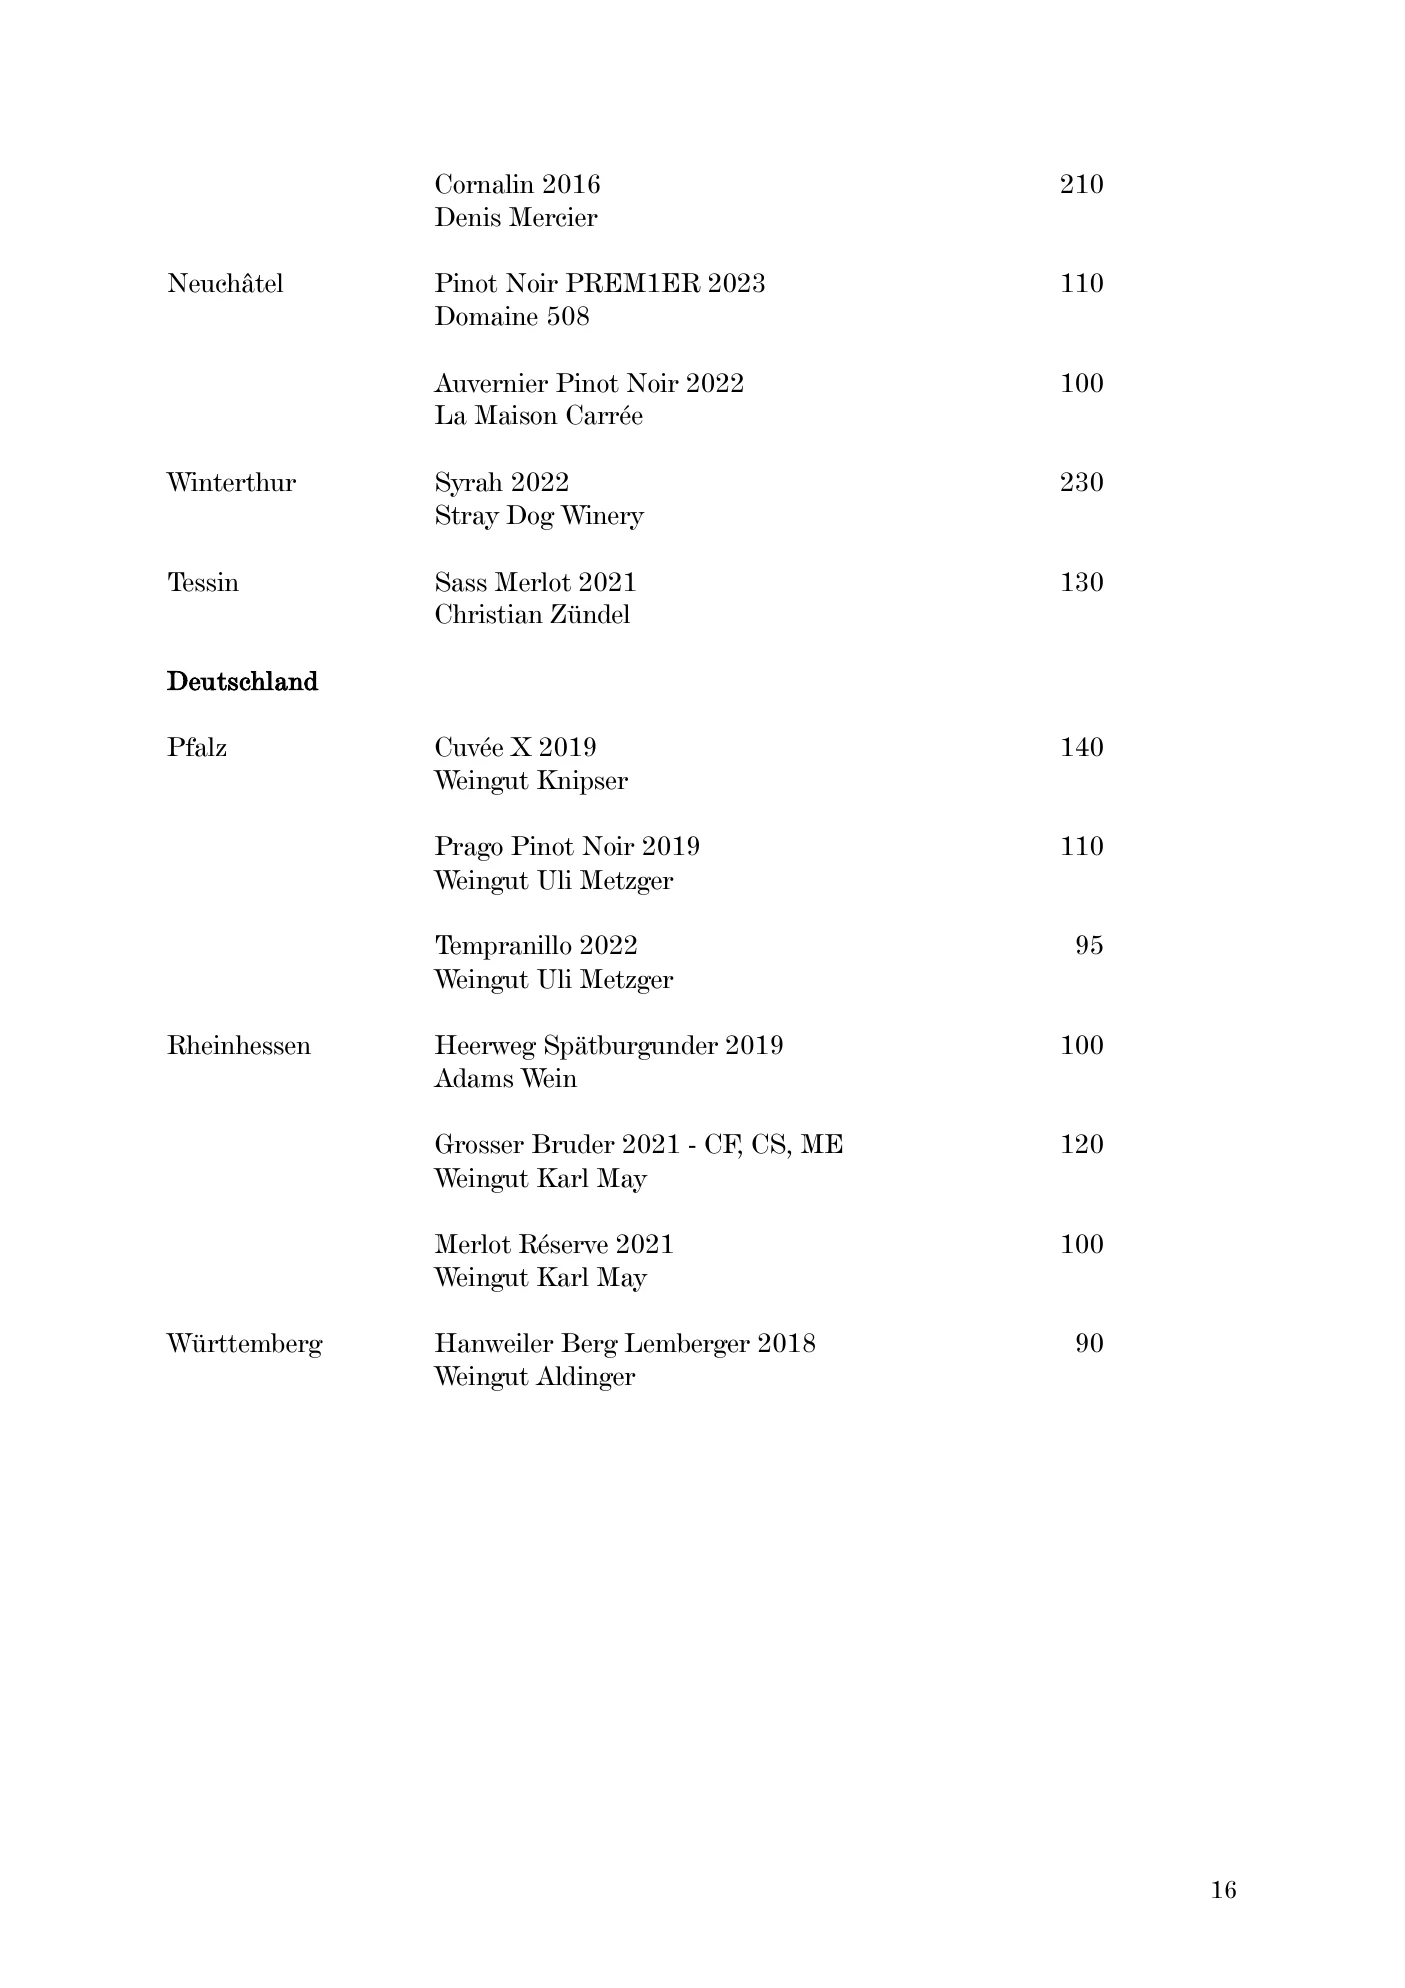 Cornalin 2016 210
Denis Mercier
Neuchâtel Pinot Noir PREM1ER 2023 110
Domaine 508
Auvernier Pinot Noir 2022 100
La Maison Carrée
Winterthur Syrah 2022 230
Stray Dog Winery
Tessin Sass Merlot 2021 130
Christian Zündel
Deutschland
Pfalz Cuvée X 2019 140
Weingut Knipser
Prago Pinot Noir 2019 110
Weingut Uli Metzger
Tempranillo 2022 95
Weingut Uli Metzger
Rheinhessen Heerweg Spätburgunder 2019 100
Adams Wein
Grosser Bruder 2021 - CF, CS, ME 120
Weingut Karl May
Merlot Réserve 2021 100
Weingut Karl May
Württemberg Hanweiler Berg Lemberger 2018 90
Weingut Aldinger
16